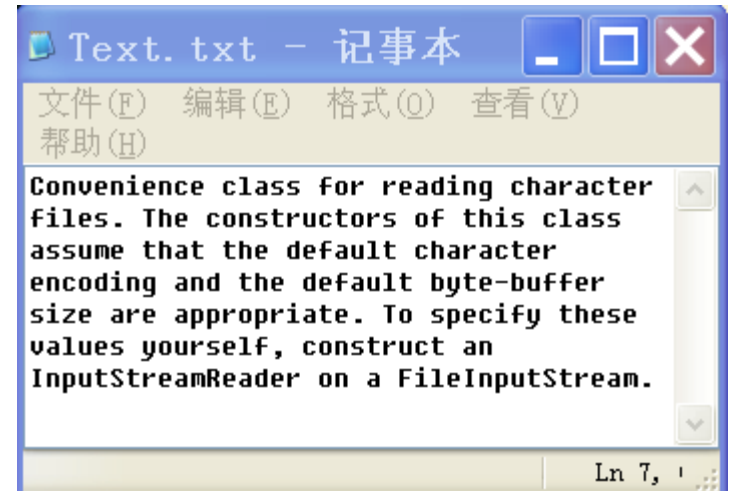 Text.txt - 记事本
文件(F) 编辑(E) 格式(O) 查看(V)
帮助(H)
Convenience class for reading character
files. The constructors of this class
assume that the default character
encoding and the default byte-buffer
size are appropriate. To specify these
values yourself, construct an
InputStreamReader on a FileInputStream.
Ln 7,